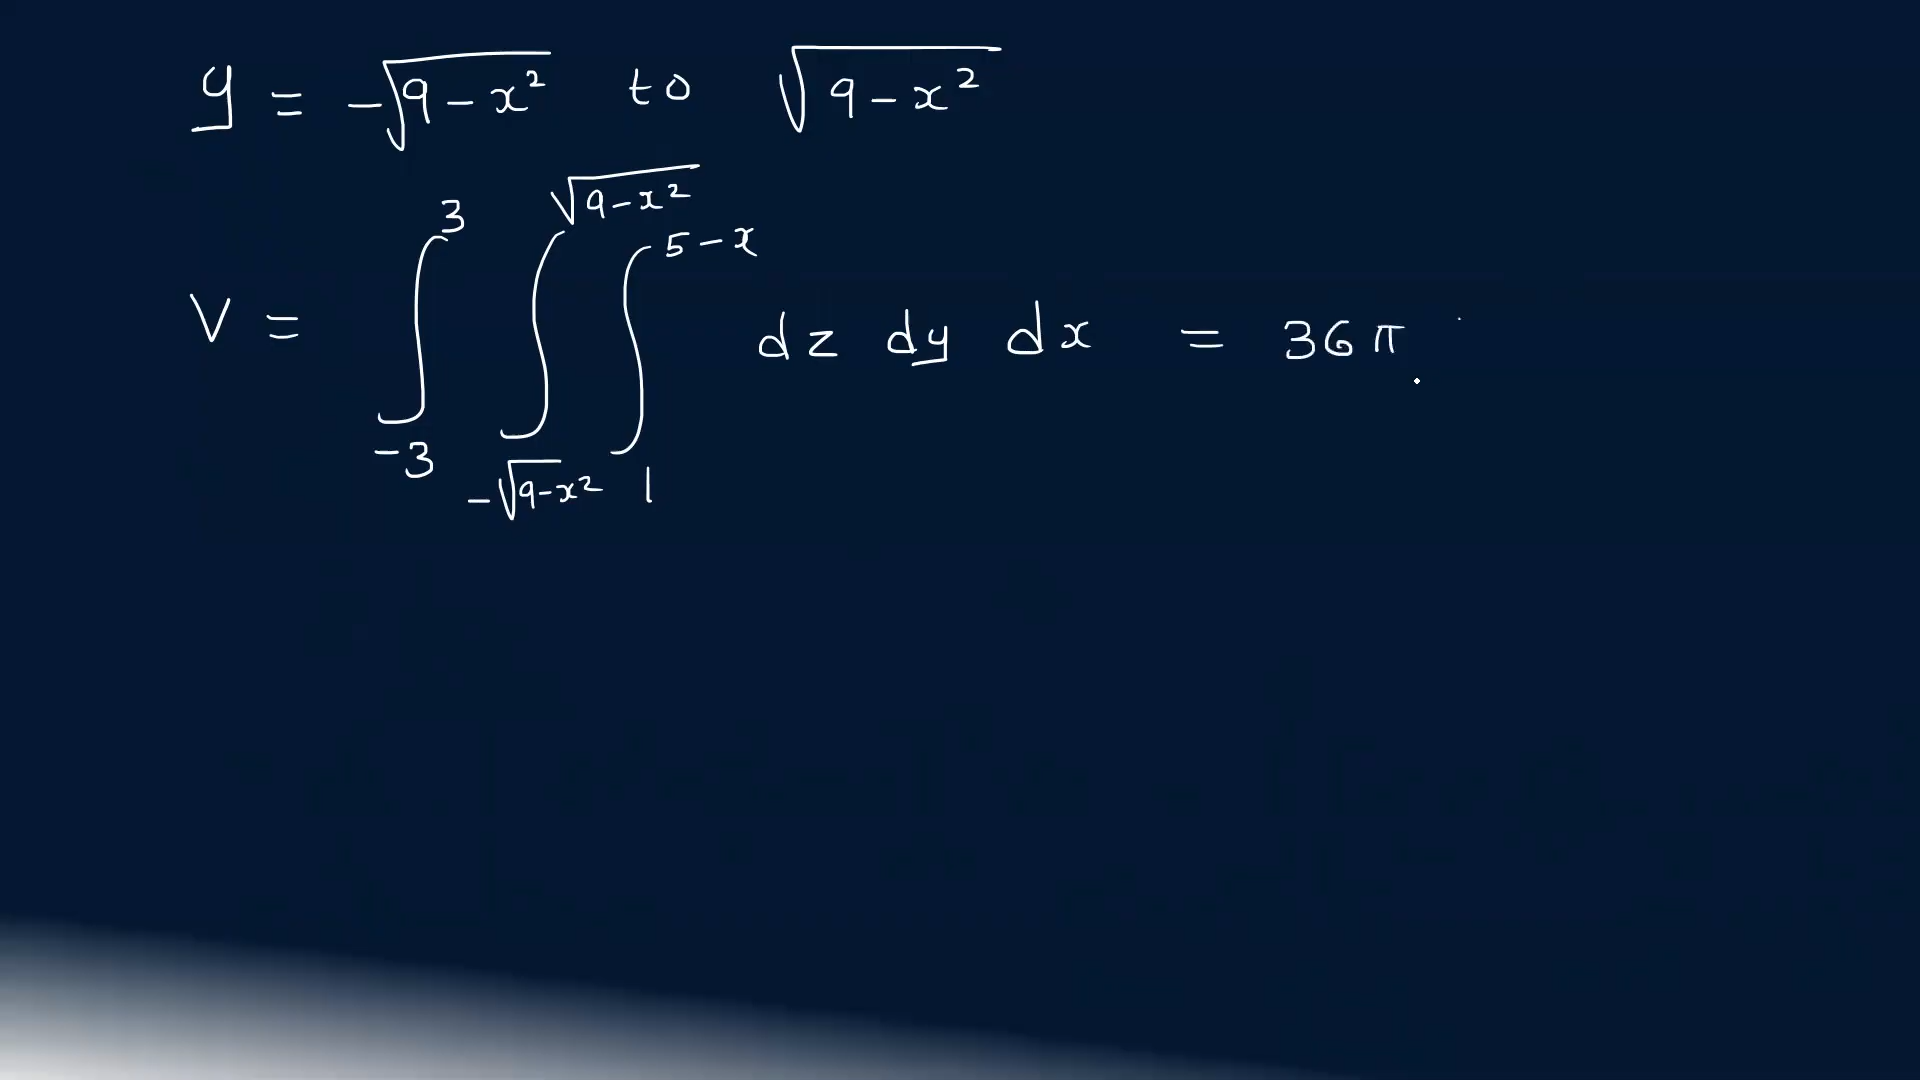 y = -√(9-x²) to √(9-x²)
V = ∫_{-3}^{3} ∫_{-√(9-x²)}^{√(9-x²)} ∫_{1}^{5-x} dz dy dx = 36π